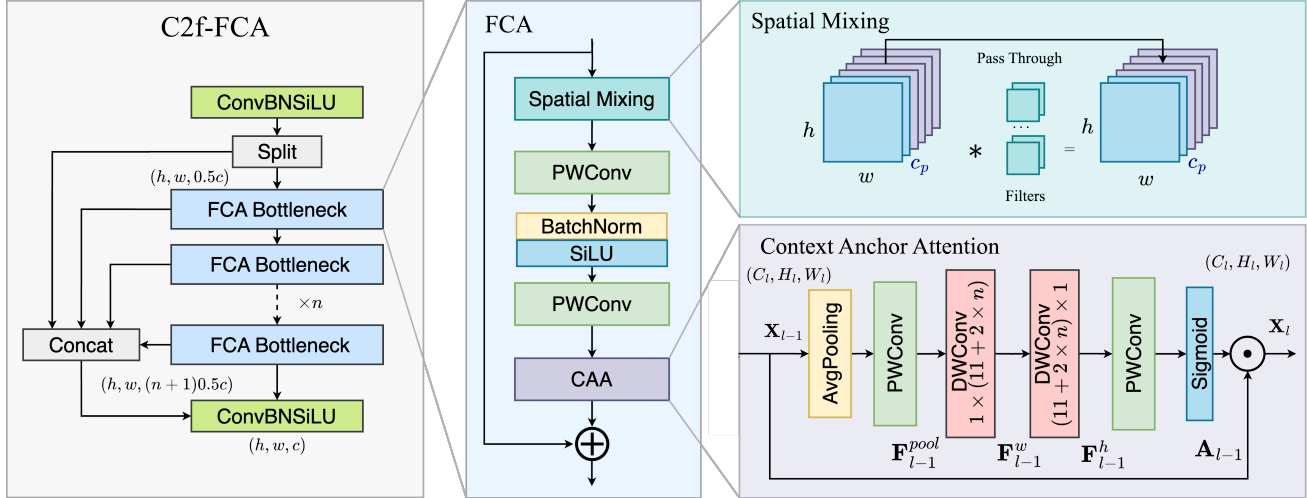 C2f-FCA
ConvBNSiLU
Split
(h, w, 0.5c)
FCA Bottleneck
FCA Bottleneck
×n
FCA Bottleneck
Concat
(h, w, (n + 1)0.5c)
ConvBNSiLU
(h, w, c)
FCA
Spatial Mixing
PWConv
BatchNorm
SiLU
PWConv
CAA
Spatial Mixing
Pass Through
h
w
c_p
*
...
Filters
=
h
w
c_p
Context Anchor Attention
(C_l, H_l, W_l)
(C_l, H_l, W_l)
X_{l−1}
AvgPooling
PWConv
DWConv
1 × (11 + 2 × n)
DWConv
(11 + 2 × n) × 1
PWConv
Sigmoid
X_l
F_{l−1}^{pool}
F_{l−1}^{w}
F_{l−1}^{h}
A_{l−1}